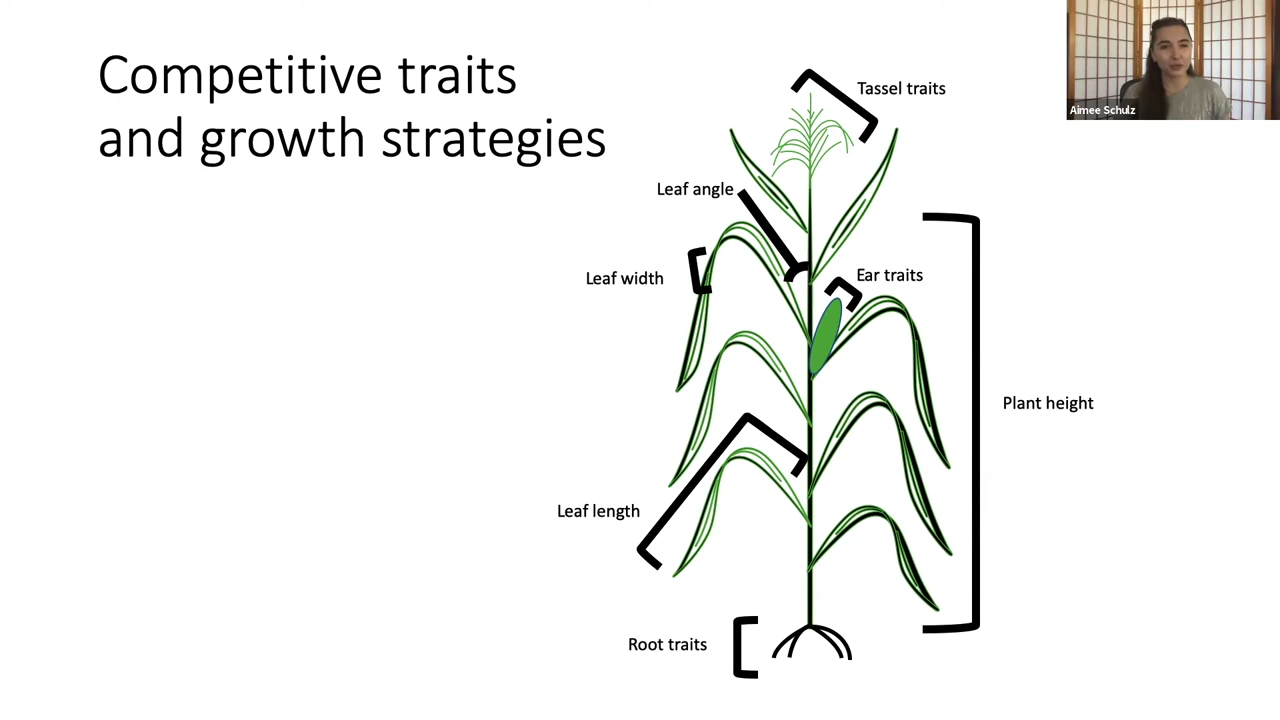 Competitive traits
and growth strategies
Aimee Schulz
Tassel traits
Leaf angle
Leaf width
Ear traits
Plant height
Leaf length
Root traits